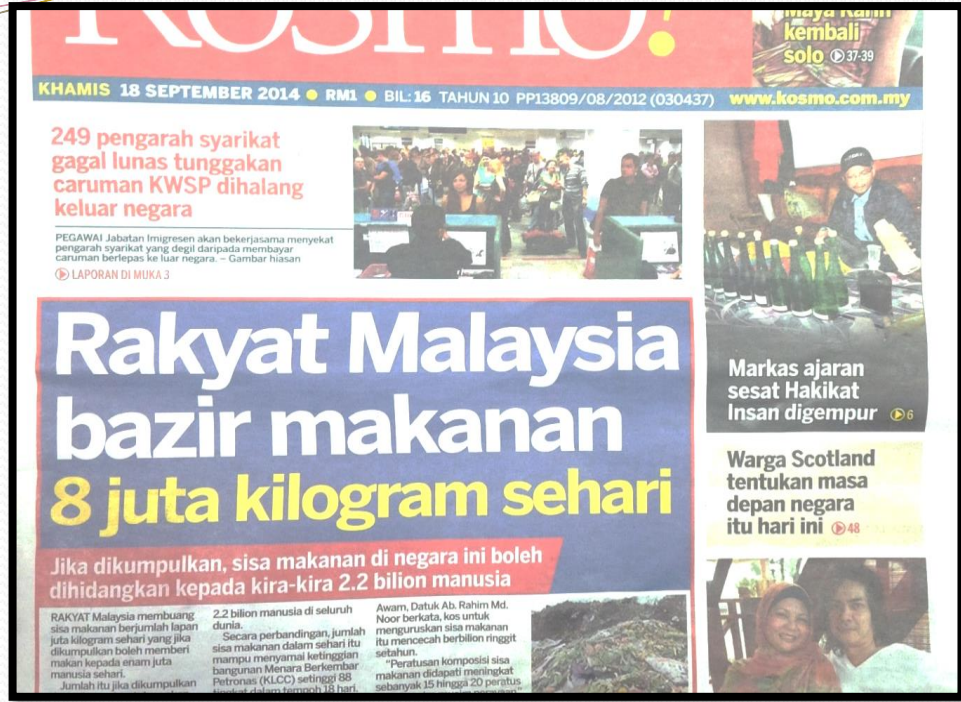 Kosmo!
Maya Karin
kembali
solo 37-39
KHAMIS 18 SEPTEMBER 2014 ● RM1 ● BIL: 16 TAHUN 10 PP13809/08/2012 (030437) www.kosmo.com.my
249 pengarah syarikat
gagal lunas tunggakan
caruman KWSP dihalang
keluar negara
PEGAWAI Jabatan Imigresen akan bekerjasama menyekat
pengarah syarikat yang degil daripada membayar
caruman berlepas ke luar negara. – Gambar hiasan
LAPORAN DI MUKA 3
Rakyat Malaysia
bazir makanan
8 juta kilogram sehari
Jika dikumpulkan, sisa makanan di negara ini boleh
dihidangkan kepada kira-kira 2.2 bilion manusia
RAKYAT Malaysia membuang
sisa makanan berjumlah lapan
juta kilogram sehari yang jika
dikumpulkan boleh memberi
makan kepada enam juta
manusia sehari.
Jumlah itu jika dikumpulkan
2.2 bilion manusia di seluruh
dunia.
Secara perbandingan, jumlah
sisa makanan dalam sehari itu
mampu menyamai ketinggian
bangunan Menara Berkembar
Petronas (KLCC) setinggi 88
tingkat dalam tempoh 18 hari.
Awam, Datuk Ab. Rahim Md.
Noor berkata, kos untuk
menguruskan sisa makanan
itu mencecah berbilion ringgit
setahun.
“Peratusan komposisi sisa
makanan didapati meningkat
sebanyak 15 hingga 20 peratus
Markas ajaran
sesat Hakikat
Insan digempur 6
Warga Scotland
tentukan masa
depan negara
itu hari ini 48